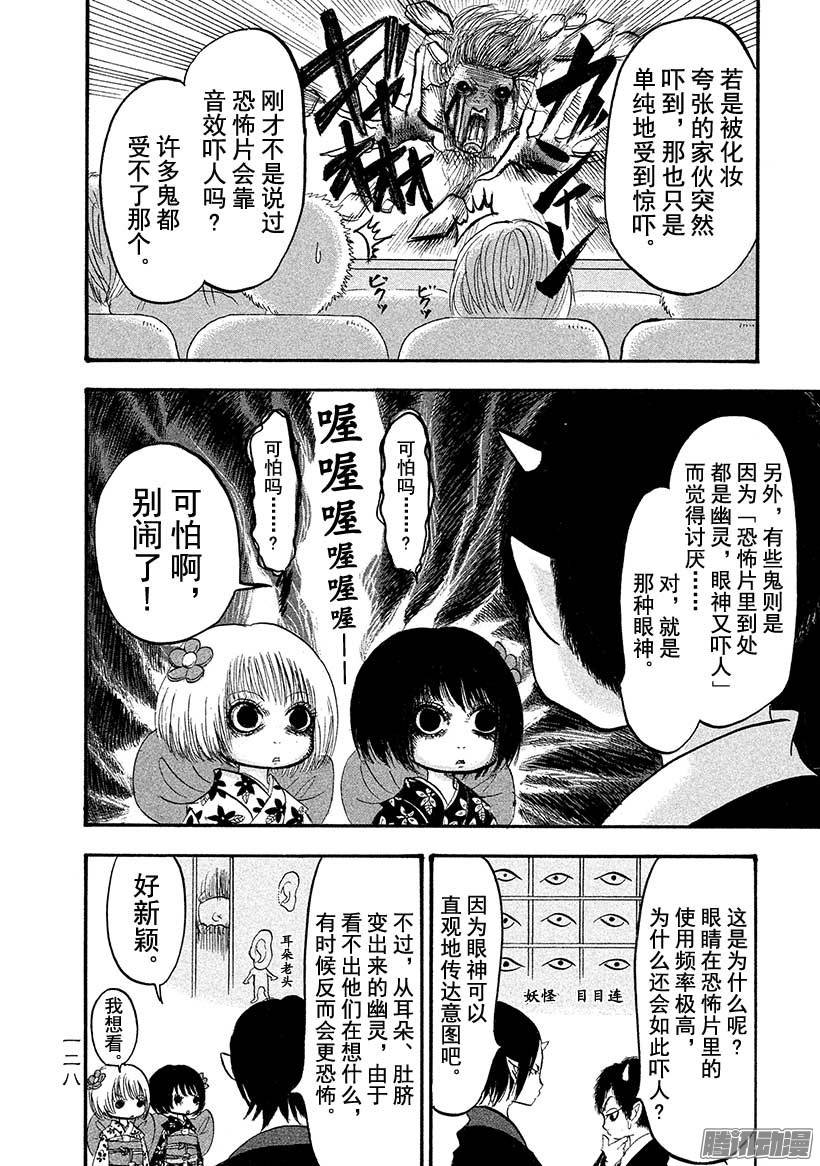 若是被化妆
夸张的家伙突然
吓到，那也只是
单纯地受到惊吓。
刚才不是说过
恐怖片会靠
音效吓人吗？
许多鬼都
受不了那个。
ビクッ
ビクッ
另外，有些鬼则是
因为「恐怖片里到处
都是幽灵，眼神又吓人」
而觉得讨厌……
对，就是
那种眼神。
喔喔喔喔喔喔——
可怕吗……？
可怕吗……？
可怕啊，
别闹了！
这是为什么呢？
眼睛在恐怖片里的
使用频率极高，
为什么还会如此吓人？
妖怪 目目连
因为眼神可以
直观地传达意图吧。
不过，从耳朵、肚脐
变出来的幽灵，由于
看不出他们在想什么，
有时候反而会更恐怖。
耳朵老头
好新颖。
我想看。
一二八
腾讯动漫